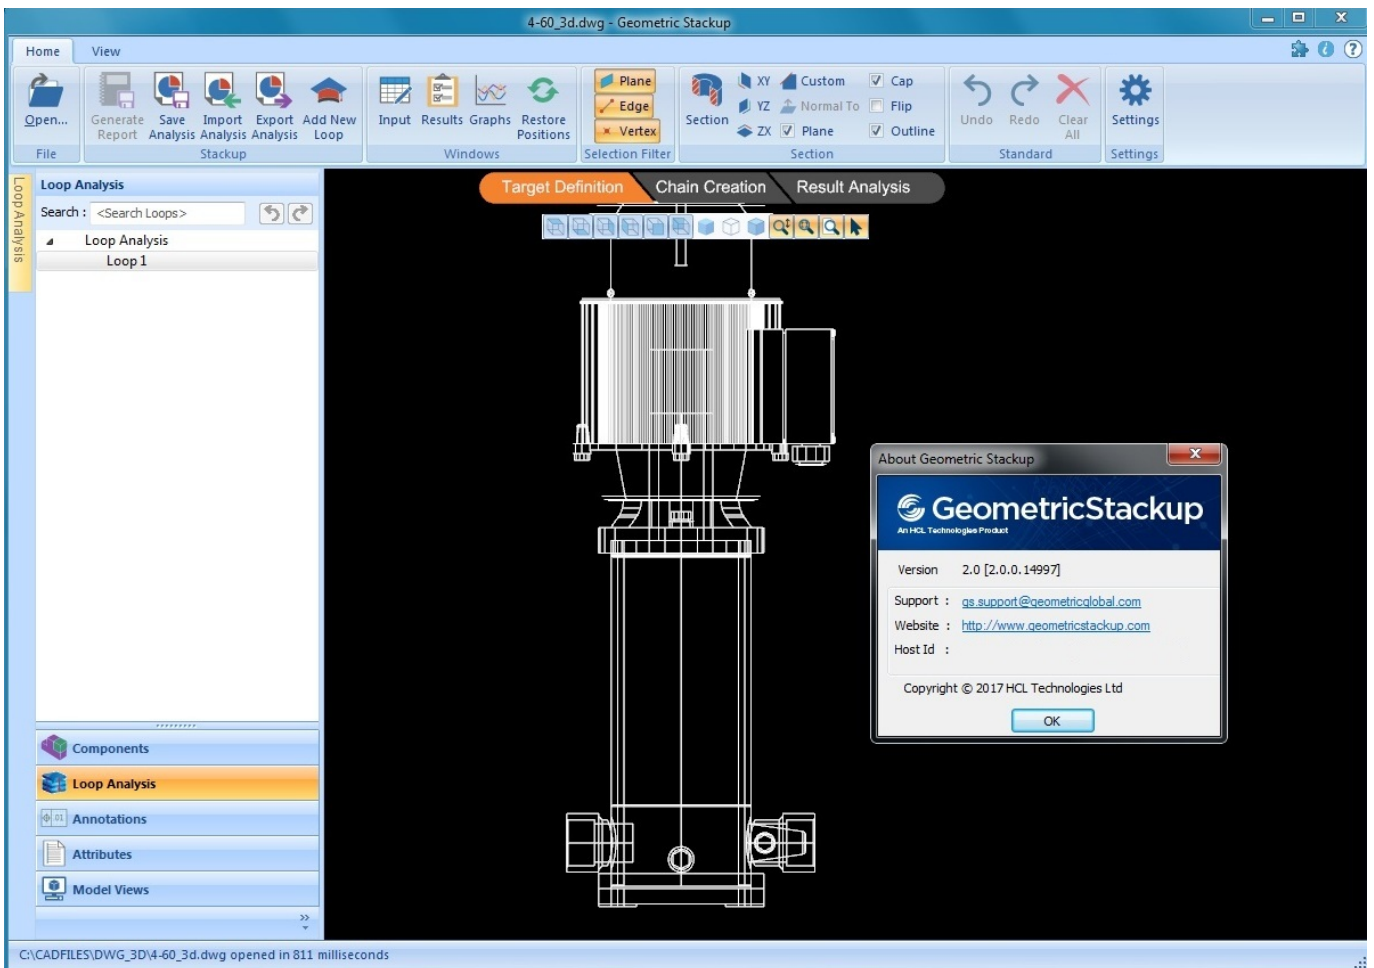 4-60_3d.dwg - Geometric Stackup
Home View
Open...
Generate Report
Save Analysis
Import Analysis
Export Analysis
Add New Loop
Input
Results
Graphs
Restore Positions
Plane
Edge
Vertex
Section
XY
YZ
ZX
Custom
Normal To
Plane
Cap
Flip
Outline
Undo
Redo
Clear All
Settings
File Stackup Windows Selection Filter Section Standard Settings
Loop Analysis
Loop Analysis
Search : <Search Loops>
Loop Analysis
Loop 1
Target Definition Chain Creation Result Analysis
About Geometric Stackup
GeometricStackup
An HCL Technologies Product
Version 2.0 [2.0.0.14997]
Support : gs.support@geometricglobal.com
Website : http://www.geometricstackup.com
Host Id :
Copyright © 2017 HCL Technologies Ltd
OK
Components
Loop Analysis
.01 Annotations
Attributes
Model Views
C:\CADFILES\DWG_3D\4-60_3d.dwg opened in 811 milliseconds